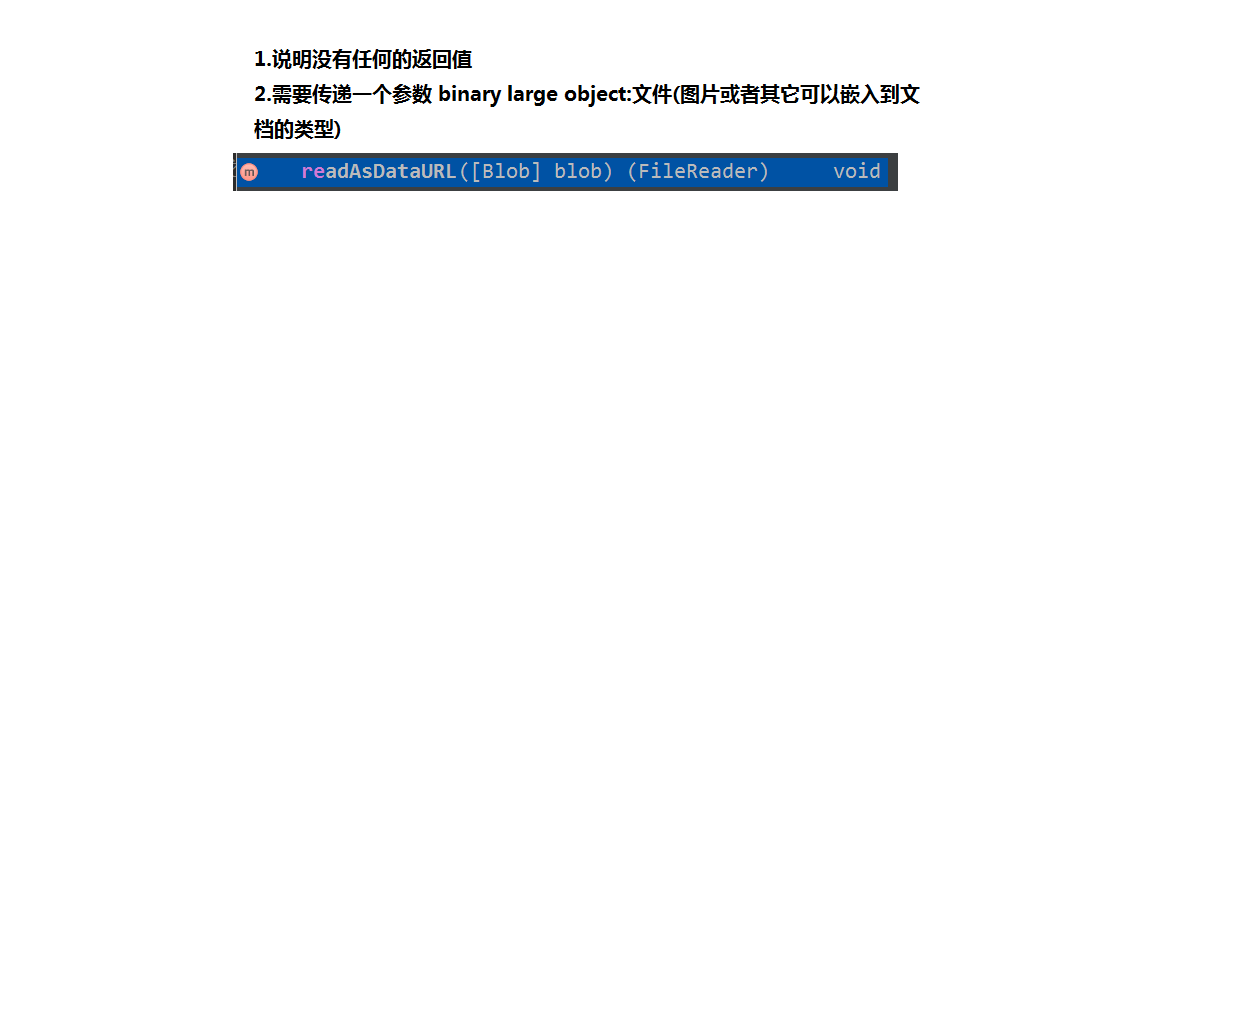 1.说明没有任何的返回值
2.需要传递一个参数 binary large object:文件(图片或者其它可以嵌入到文
档的类型)
m readAsDataURL([Blob] blob) (FileReader) void